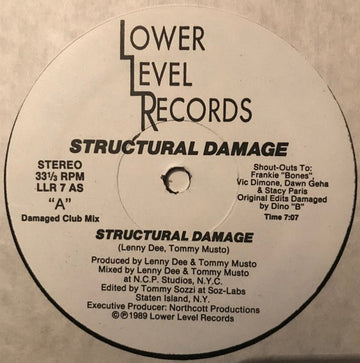 LOWER
LEVEL
RECORDS
STRUCTURAL DAMAGE
STEREO
33⅓ RPM
LLR 7 AS
"A"
Damaged Club Mix
Shout-Outs To:
Frankie "Bones",
Vic Dimone, Dawn Geha
& Stacy Paris
Original Edits Damaged
by Dino "B"
Time 7:07
STRUCTURAL DAMAGE
(Lenny Dee, Tommy Musto)
Produced by Lenny Dee & Tommy Musto
Mixed by Lenny Dee & Tommy Musto
at N.C.P. Studios, N.Y.C.
Edited by Tommy Sozzi at Soz-Labs
Staten Island, N.Y.
Executive Producer: Northcott Productions
©℗1989 Lower Level Records